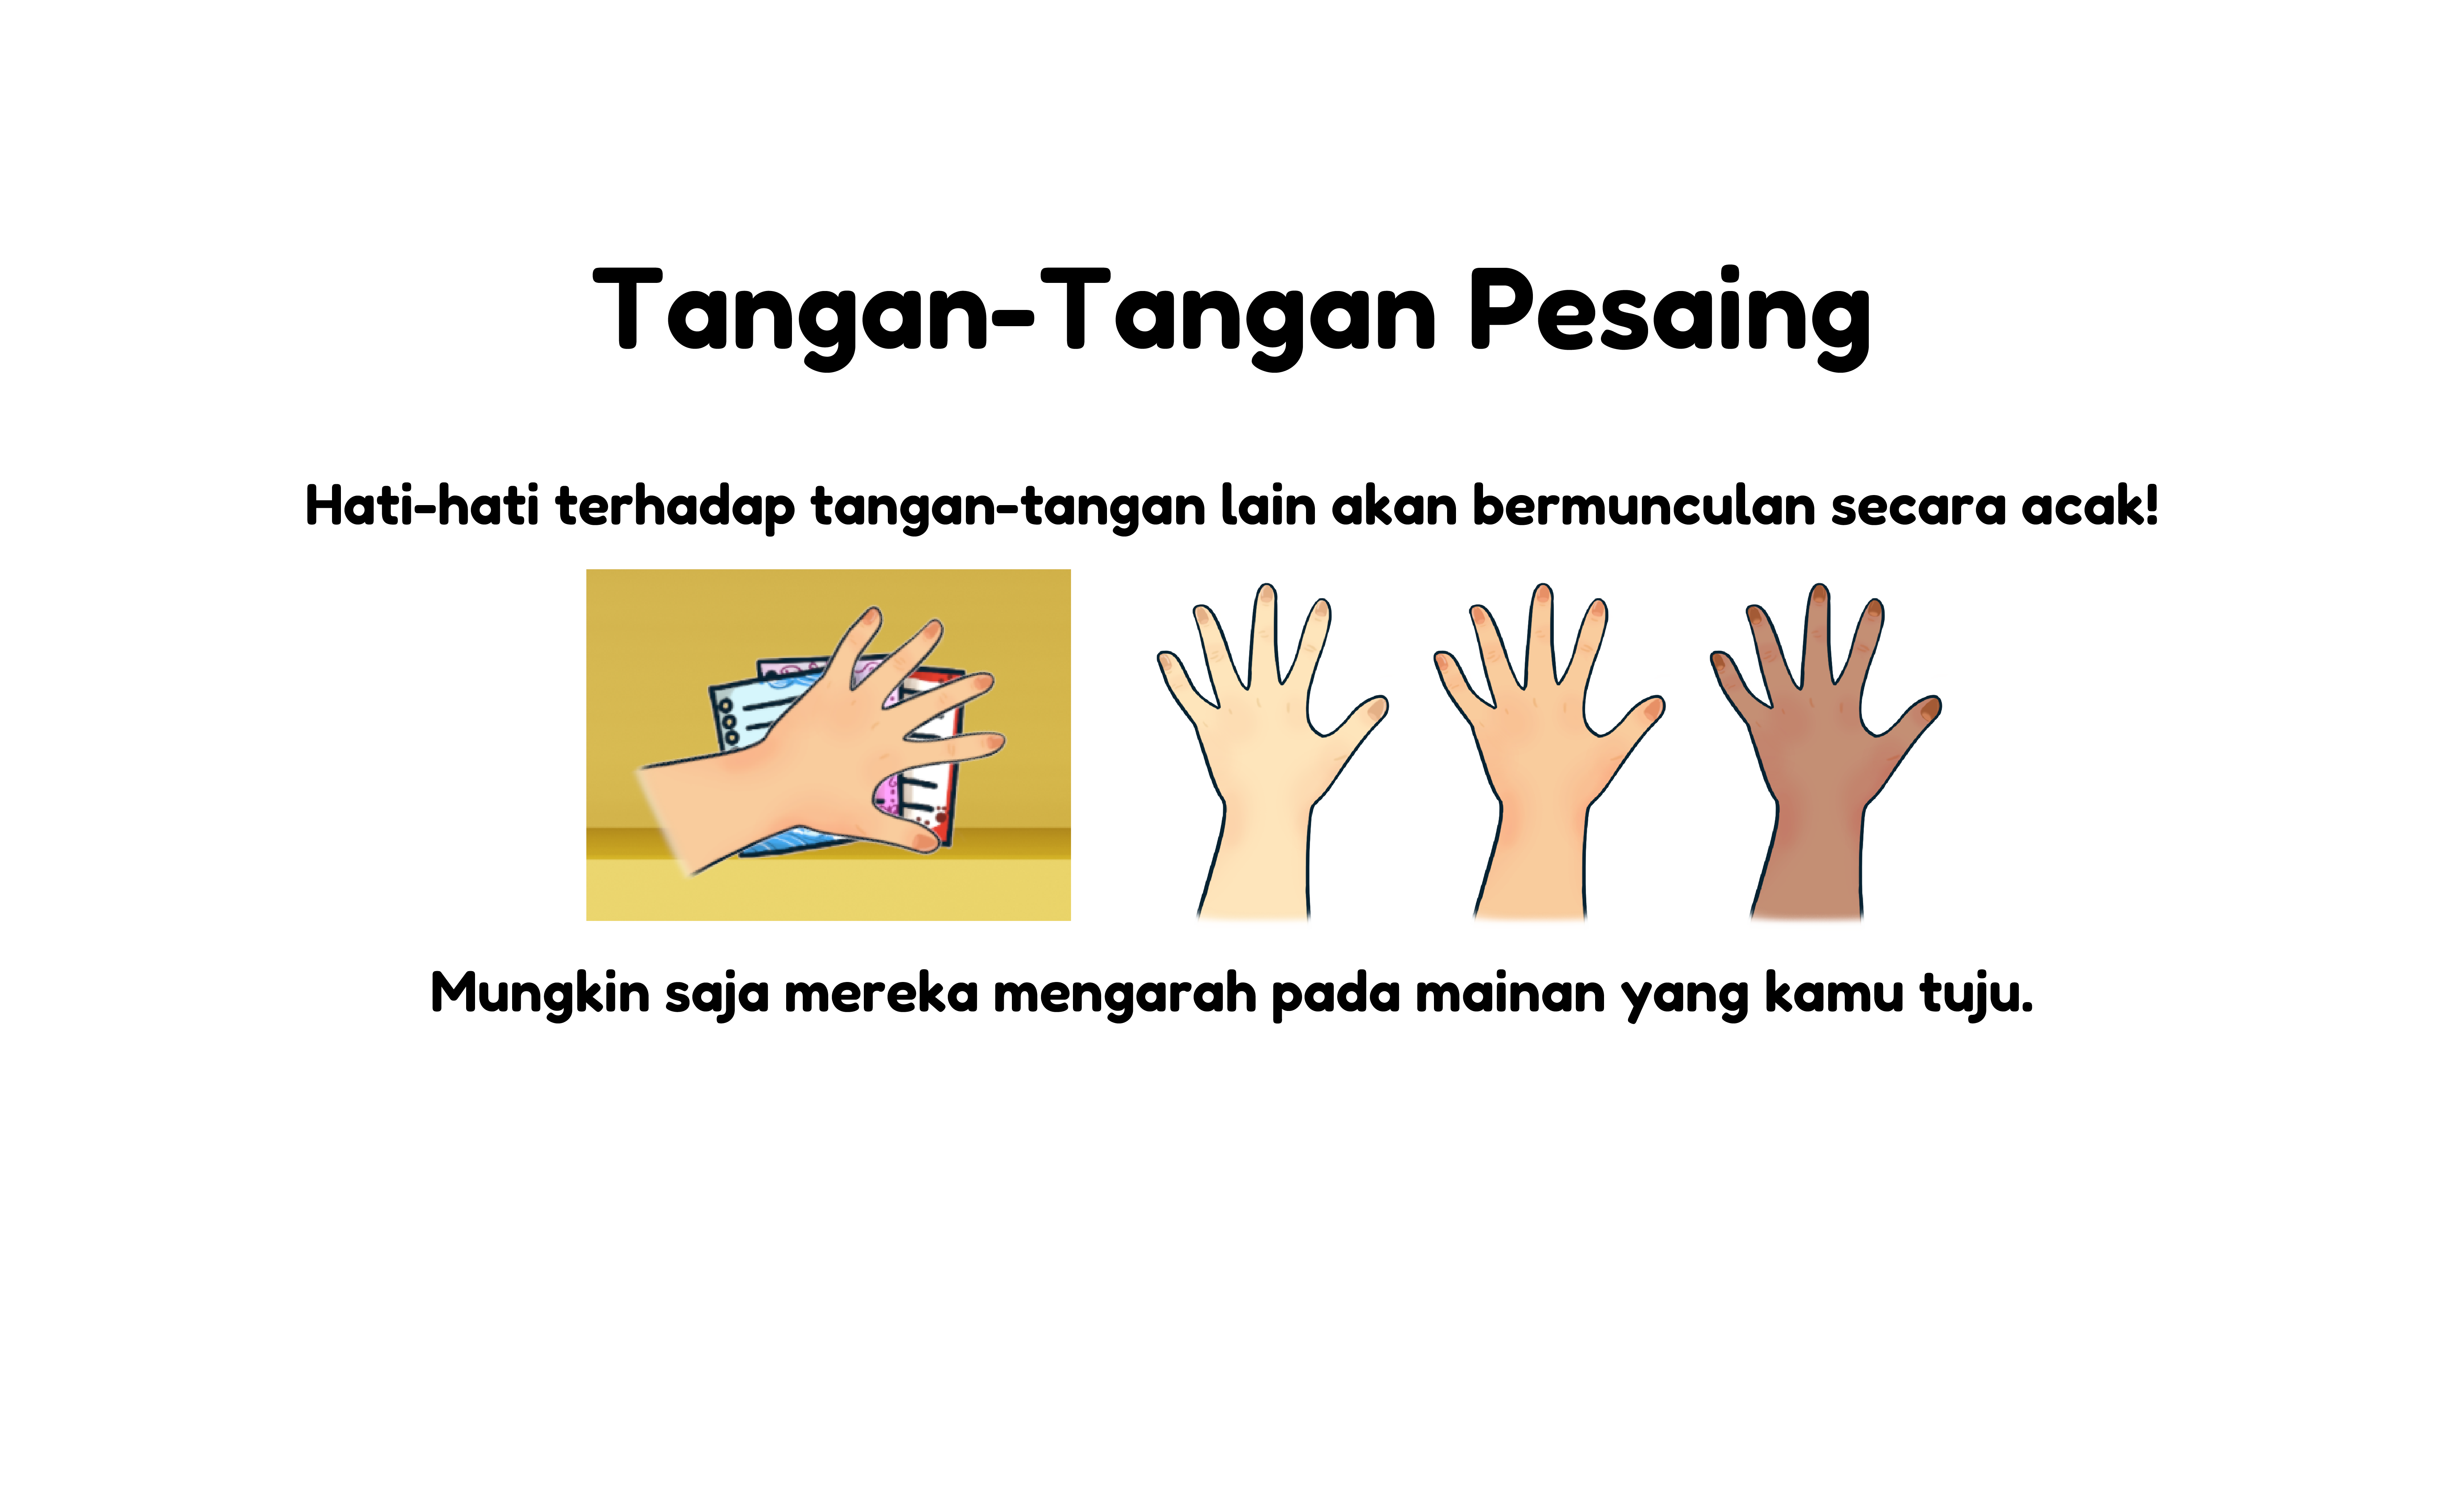 Tangan-Tangan Pesaing
Hati-hati terhadap tangan-tangan lain akan bermunculan secara acak!
Mungkin saja mereka mengarah pada mainan yang kamu tuju.